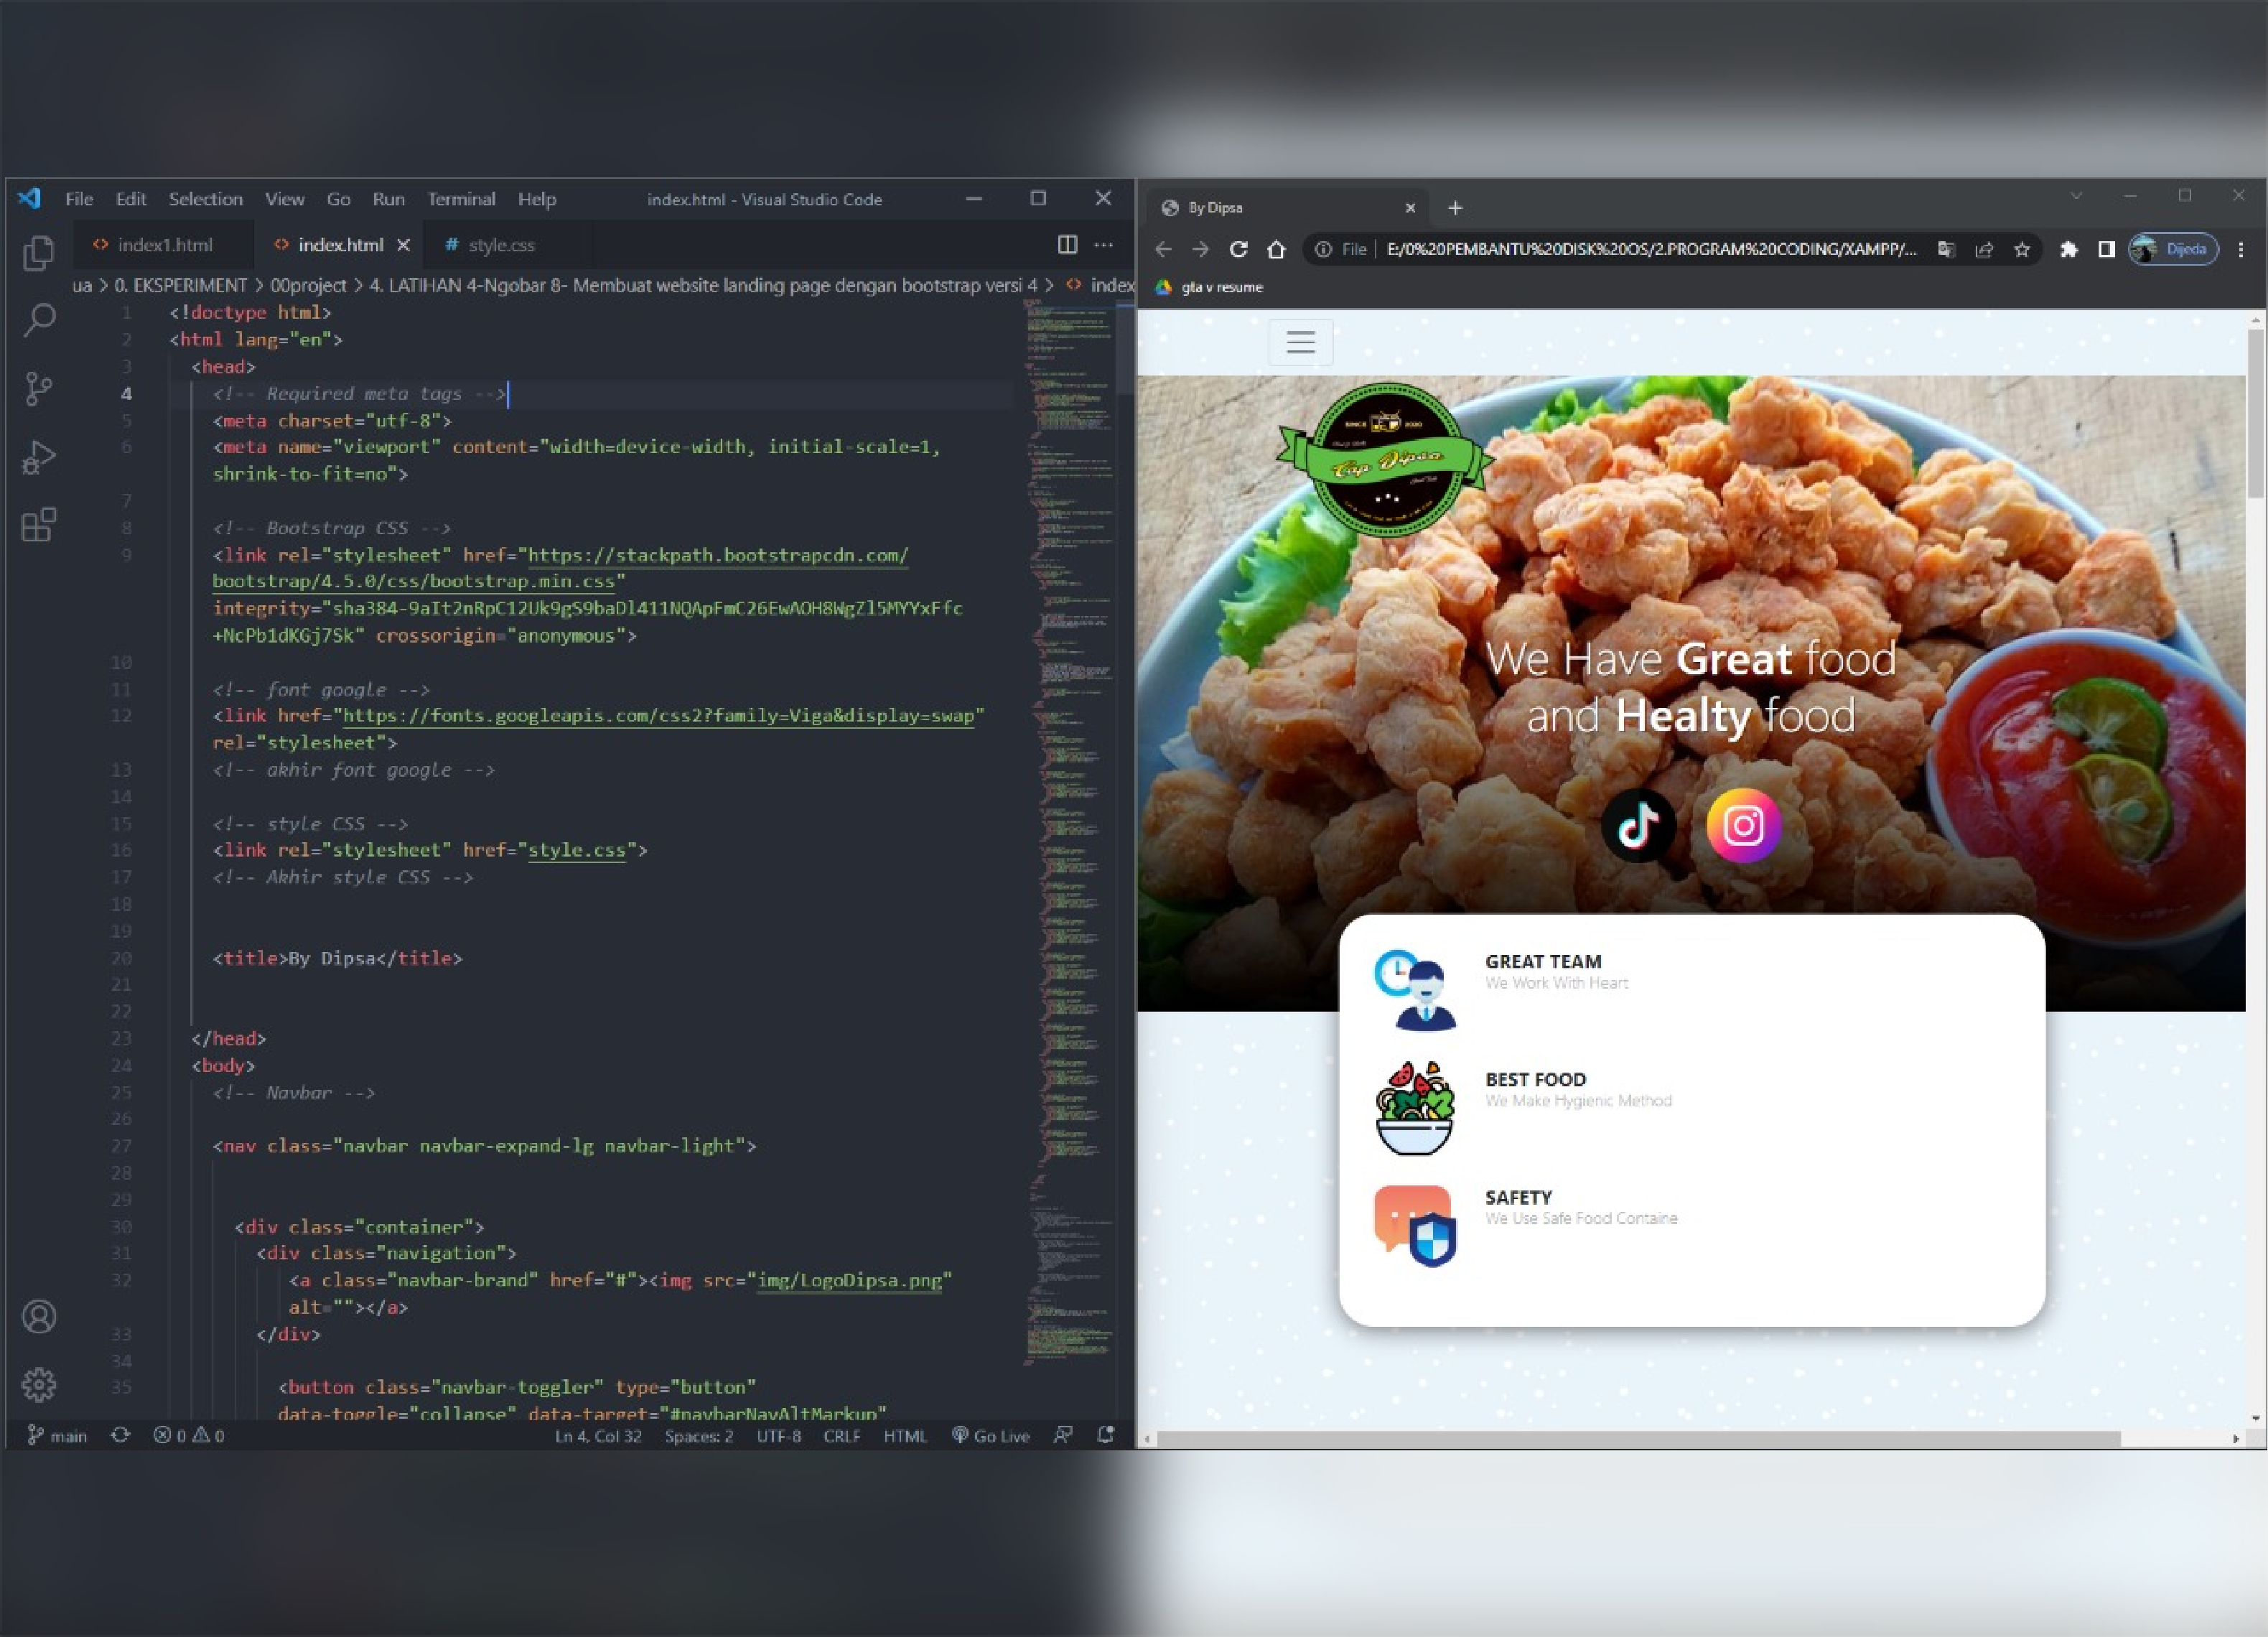 File Edit Selection View Go Run Terminal Help index.html - Visual Studio Code
index1.html index.html style.css
ua > 0. EKSPERIMENT > 00project > 4. LATIHAN 4-Ngobar 8- Membuat website landing page dengan bootstrap versi 4 > index
1 <!doctype html>
2 <html lang="en">
3 <head>
4 <!-- Required meta tags -->
5 <meta charset="utf-8">
6 <meta name="viewport" content="width=device-width, initial-scale=1,
shrink-to-fit=no">
7
8 <!-- Bootstrap CSS -->
9 <link rel="stylesheet" href="https://stackpath.bootstrapcdn.com/
bootstrap/4.5.0/css/bootstrap.min.css"
integrity="sha384-9aIt2nRpC12Uk9gS9baDl411NQApFmC26EwAOH8WgZl5MYYxFfc
+NcPb1dKGj7Sk" crossorigin="anonymous">
10
11 <!-- font google -->
12 <link href="https://fonts.googleapis.com/css2?family=Viga&display=swap"
rel="stylesheet">
13 <!-- akhir font google -->
14
15 <!-- style CSS -->
16 <link rel="stylesheet" href="style.css">
17 <!-- Akhir style CSS -->
18
19
20 <title>By Dipsa</title>
21
22
23 </head>
24 <body>
25 <!-- Navbar -->
26
27 <nav class="navbar navbar-expand-lg navbar-light">
28
29
30 <div class="container">
31 <div class="navigation">
32 <a class="navbar-brand" href="#"><img src="img/LogoDipsa.png"
alt=""></a>
33 </div>
34
35 <button class="navbar-toggler" type="button"
data-toggle="collapse" data-target="#navbarNavAltMarkup"
main 0 0 Ln 4, Col 32 Spaces: 2 UTF-8 CRLF HTML Go Live
By Dipsa
File E:/0%20PEMBANTU%20DISK%20OS/2.PROGRAM%20CODING/XAMPP/... Dijeda
gta v resume
SINCE 2020
Cap Dipsa
We Have Great food
and Healty food
GREAT TEAM
We Work With Heart
BEST FOOD
We Make Hygienic Method
SAFETY
We Use Safe Food Containe